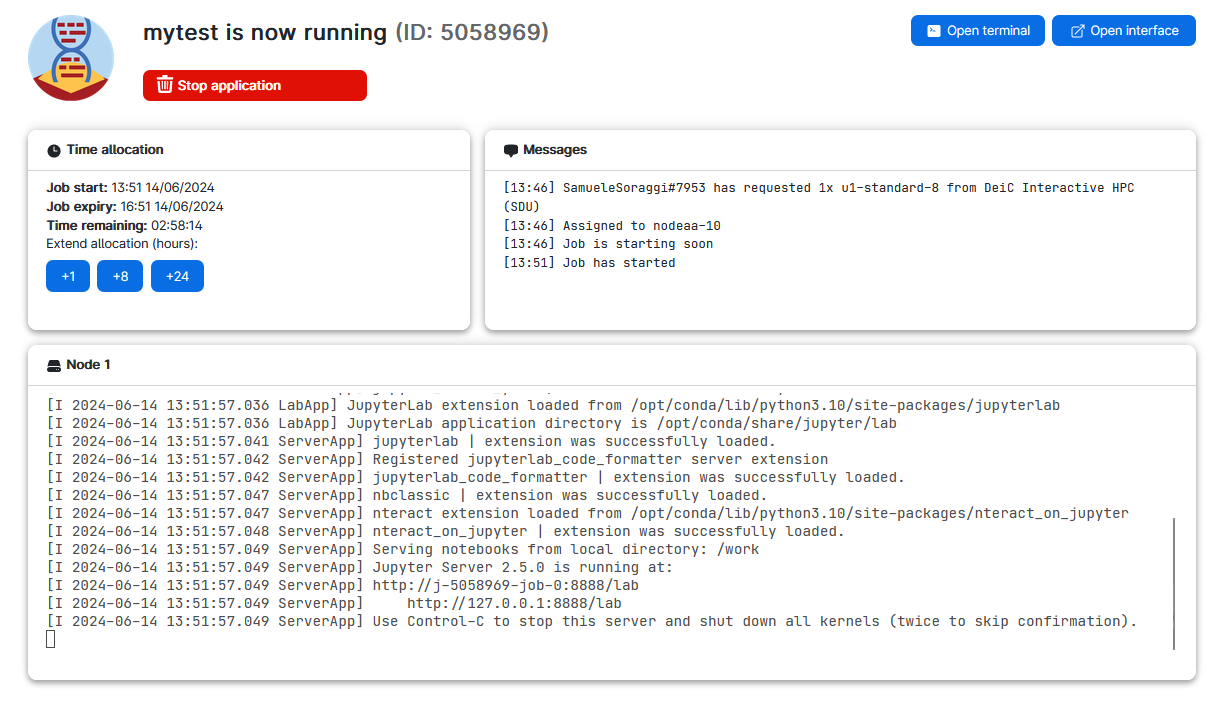 mytest is now running (ID: 5058969)
Open terminal
Open interface
Stop application
Time allocation
Job start: 13:51 14/06/2024
Job expiry: 16:51 14/06/2024
Time remaining: 02:58:14
Extend allocation (hours):
+1
+8
+24
Messages
[13:46] SamueleSoraggi#7953 has requested 1x u1-standard-8 from DeiC Interactive HPC
(SDU)
[13:46] Assigned to nodeaa-10
[13:46] Job is starting soon
[13:51] Job has started
Node 1
[I 2024-06-14 13:51:57.036 LabApp] JupyterLab extension loaded from /opt/conda/lib/python3.10/site-packages/jupyterlab
[I 2024-06-14 13:51:57.036 LabApp] JupyterLab application directory is /opt/conda/share/jupyter/lab
[I 2024-06-14 13:51:57.041 ServerApp] jupyterlab | extension was successfully loaded.
[I 2024-06-14 13:51:57.042 ServerApp] Registered jupyterlab_code_formatter server extension
[I 2024-06-14 13:51:57.042 ServerApp] jupyterlab_code_formatter | extension was successfully loaded.
[I 2024-06-14 13:51:57.047 ServerApp] nbclassic | extension was successfully loaded.
[I 2024-06-14 13:51:57.047 ServerApp] nteract extension loaded from /opt/conda/lib/python3.10/site-packages/nteract_on_jupyter
[I 2024-06-14 13:51:57.048 ServerApp] nteract_on_jupyter | extension was successfully loaded.
[I 2024-06-14 13:51:57.049 ServerApp] Serving notebooks from local directory: /work
[I 2024-06-14 13:51:57.049 ServerApp] Jupyter Server 2.5.0 is running at:
[I 2024-06-14 13:51:57.049 ServerApp] http://j-5058969-job-0:8888/lab
[I 2024-06-14 13:51:57.049 ServerApp]     http://127.0.0.1:8888/lab
[I 2024-06-14 13:51:57.049 ServerApp] Use Control-C to stop this server and shut down all kernels (twice to skip confirmation).